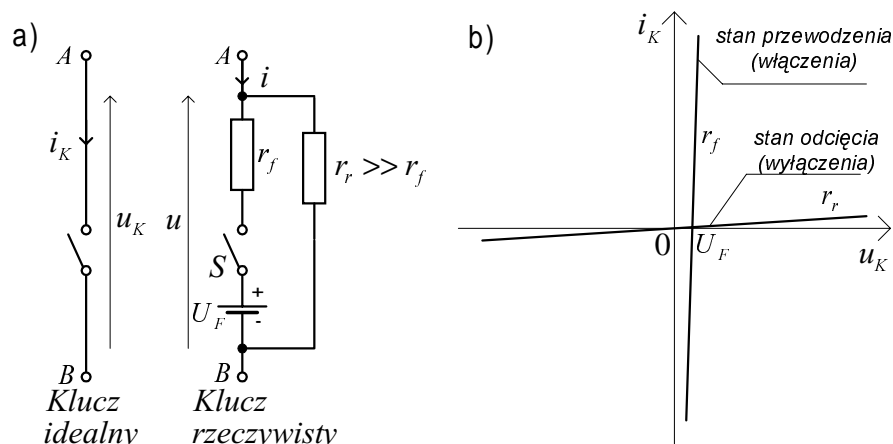 a)
A
i_K
u_K
B
Klucz
idealny
A
i
r_f
r_r >> r_f
u
S
+
U_F
-
B
Klucz
rzeczywisty
b)
i_K
stan przewodzenia
(włączenia)
stan odcięcia
(wyłączenia)
r_f
r_r
0
U_F
u_K